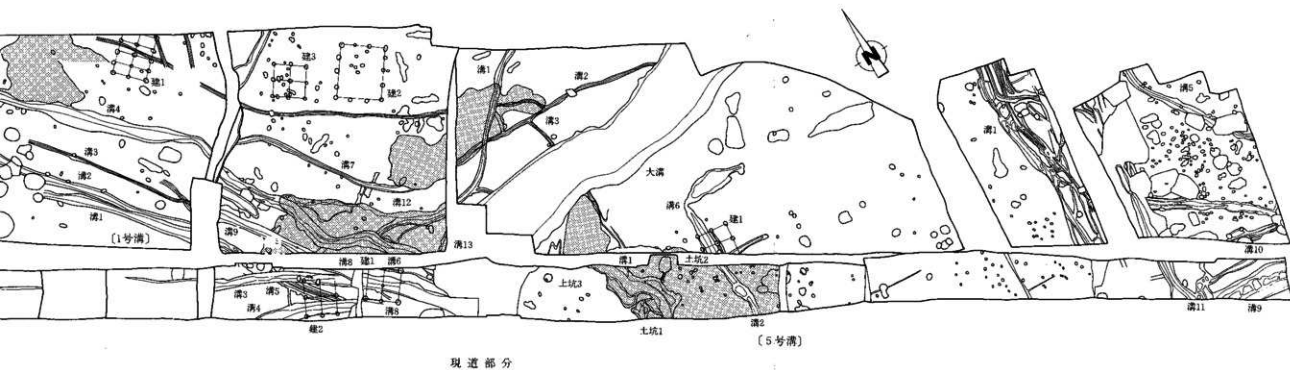 N
建1
建3
建2
溝4
溝3
溝2
溝1
〔1号溝〕
溝7
溝12
溝9
溝8
建1
溝6
溝13
溝1
溝2
溝3
大溝
溝6
建1
溝1
土坑2
溝1
溝5
溝10
溝3
溝5
溝4
建2
溝8
土坑3
土坑1
溝2
〔5号溝〕
溝11
溝9
現道部分